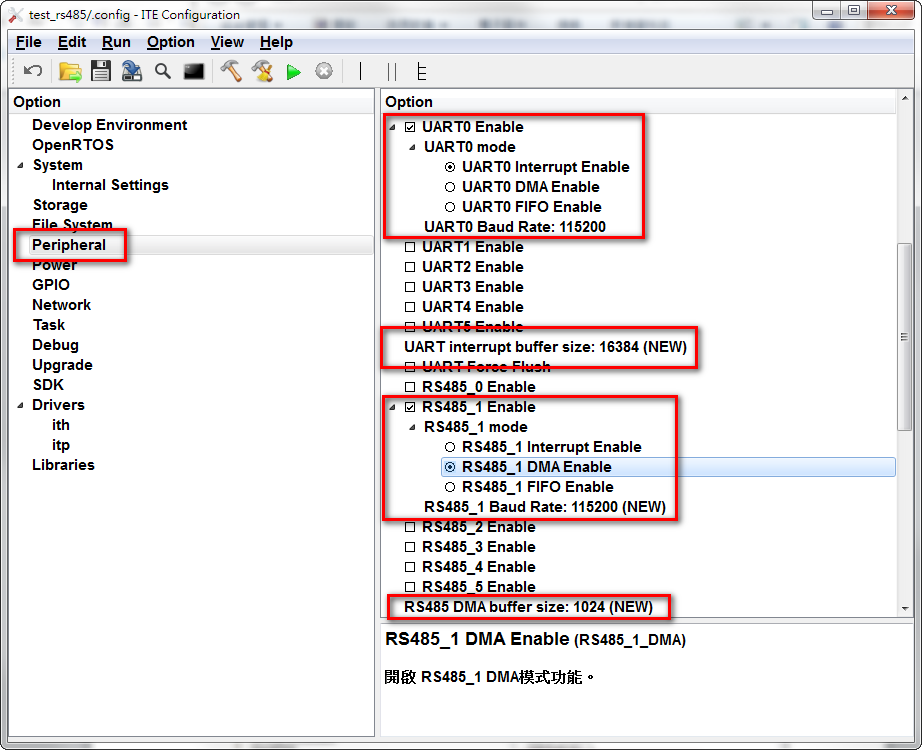 test_rs485/.config - ITE Configuration
File Edit Run Option View Help
Option
Develop Environment
OpenRTOS
System
Internal Settings
Storage
File System
Peripheral
Power
GPIO
Network
Task
Debug
Upgrade
SDK
Drivers
ith
itp
Libraries
Option
UART0 Enable
UART0 mode
UART0 Interrupt Enable
UART0 DMA Enable
UART0 FIFO Enable
UART0 Baud Rate: 115200
UART1 Enable
UART2 Enable
UART3 Enable
UART4 Enable
UART5 Enable
UART interrupt buffer size: 16384 (NEW)
UART Force Flush
RS485_0 Enable
RS485_1 Enable
RS485_1 mode
RS485_1 Interrupt Enable
RS485_1 DMA Enable
RS485_1 FIFO Enable
RS485_1 Baud Rate: 115200 (NEW)
RS485_2 Enable
RS485_3 Enable
RS485_4 Enable
RS485_5 Enable
RS485 DMA buffer size: 1024 (NEW)
RS485_1 DMA Enable (RS485_1_DMA)
開啟 RS485_1 DMA模式功能。